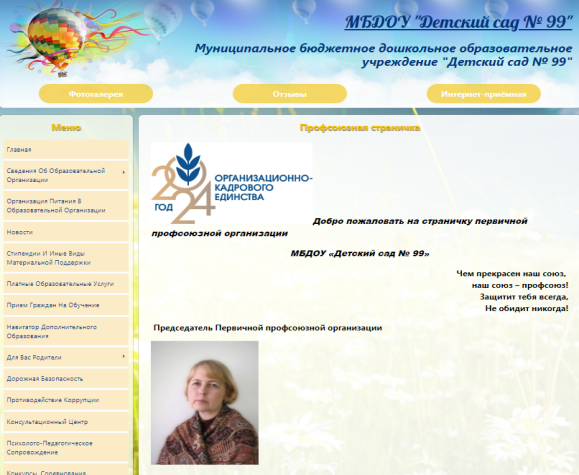 МБДОУ "Детский сад № 99"
Муниципальное бюджетное дошкольное образовательное
учреждение "Детский сад № 99"
Фотогалерея
Отзывы
Интернет-приёмная
Меню
Главная
Сведения Об Образовательной
Организации
Организация Питания В
Образовательной Организации
Новости
Стипендии И Иные Виды
Материальной Поддержки
Платные Образовательные Услуги
Прием Граждан На Обучение
Навигатор Дополнительного
Образования
Для Вас Родители
Дорожная Безопасность
Противодействие Коррупции
Консультационный Центр
Психолого-Педагогическое
Сопровождение
Конкурсы, Соревнования
Профсоюзная страничка
2024
ГОД
ОРГАНИЗАЦИОННО-
КАДРОВОГО
ЕДИНСТВА
Добро пожаловать на страничку первичной
профсоюзной организации
МБДОУ «Детский сад № 99»
Чем прекрасен наш союз,
наш союз – профсоюз!
Защитит тебя всегда,
Не обидит никогда!
Председатель Первичной профсоюзной организации